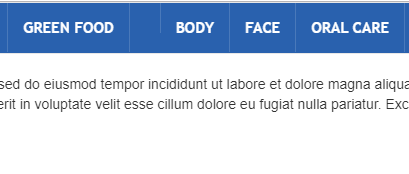 GREEN FOOD BODY FACE ORAL CARE
sed do eiusmod tempor incididunt ut labore et dolore magna aliqua
erit in voluptate velit esse cillum dolore eu fugiat nulla pariatur. Exc